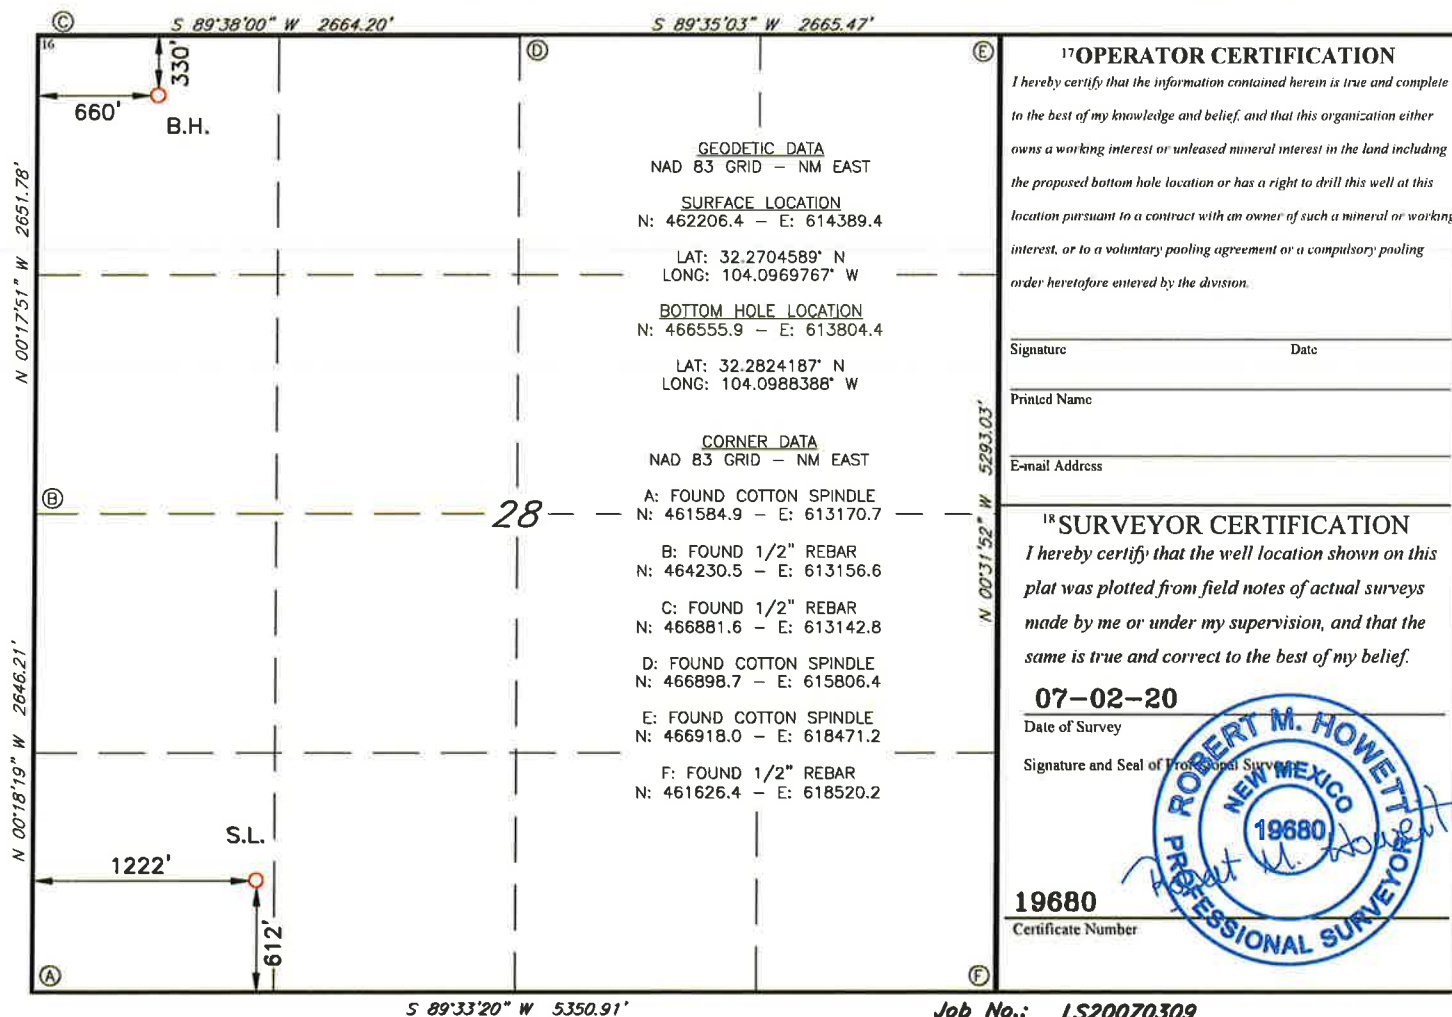 Ⓒ S 89°38'00" W 2664.20' S 89°35'03" W 2665.47'
16
Ⓓ
Ⓔ
330'
660'
B.H.
N 00°17'51" W 2651.78'
GEODETIC DATA
NAD 83 GRID – NM EAST
SURFACE LOCATION
N: 462206.4 – E: 614389.4
LAT: 32.2704589° N
LONG: 104.0969767° W
BOTTOM HOLE LOCATION
N: 466555.9 – E: 613804.4
LAT: 32.2824187° N
LONG: 104.0988388° W
CORNER DATA
NAD 83 GRID – NM EAST
A: FOUND COTTON SPINDLE
N: 461584.9 – E: 613170.7
B: FOUND 1/2" REBAR
N: 464230.5 – E: 613156.6
C: FOUND 1/2" REBAR
N: 466881.6 – E: 613142.8
D: FOUND COTTON SPINDLE
N: 466898.7 – E: 615806.4
E: FOUND COTTON SPINDLE
N: 466918.0 – E: 618471.2
F: FOUND 1/2" REBAR
N: 461626.4 – E: 618520.2
Ⓑ
28
N 00°31'52" W 5293.03'
N 00°18'19" W 2646.21'
S.L.
1222'
612'
Ⓐ
Ⓕ
S 89°33'20" W 5350.91'
17 OPERATOR CERTIFICATION
I hereby certify that the information contained herein is true and complete
to the best of my knowledge and belief, and that this organization either
owns a working interest or unleased mineral interest in the land including
the proposed bottom hole location or has a right to drill this well at this
location pursuant to a contract with an owner of such a mineral or working
interest, or to a voluntary pooling agreement or a compulsory pooling
order heretofore entered by the division.
Signature Date
Printed Name
E-mail Address
18 SURVEYOR CERTIFICATION
I hereby certify that the well location shown on this
plat was plotted from field notes of actual surveys
made by me or under my supervision, and that the
same is true and correct to the best of my belief.
07-02-20
Date of Survey
Signature and Seal of Professional Surveyor
ROBERT M. HOWETT
NEW MEXICO
19680
PROFESSIONAL SURVEYOR
Robert M. Howett
19680
Certificate Number
Job No.: LS20070309